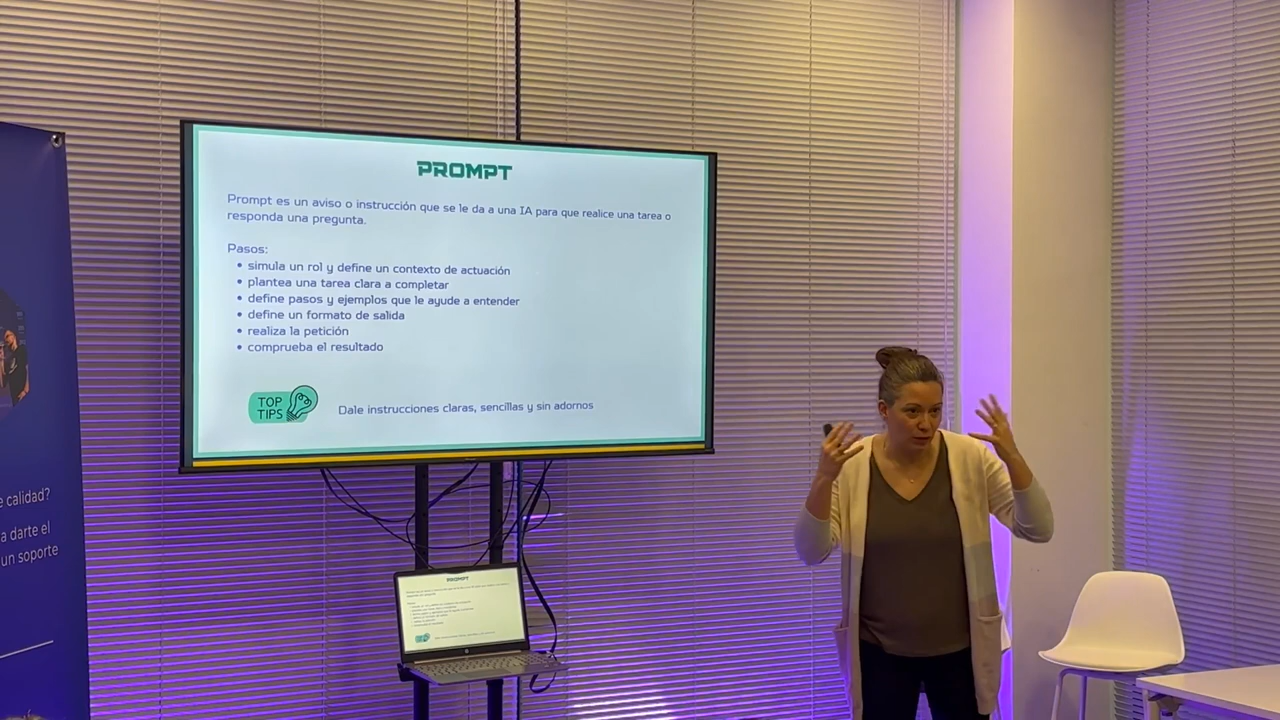 PROMPT
Prompt es un aviso o instrucción que se le da a una IA para que realice una tarea o
responda una pregunta.
Pasos:
• simula un rol y define un contexto de actuación
• plantea una tarea clara a completar
• define pasos y ejemplos que le ayude a entender
• define un formato de salida
• realiza la petición
• comprueba el resultado
TOP
TIPS
Dale instrucciones claras, sencillas y sin adornos
e calidad?
a darte el
un soporte
PROMPT